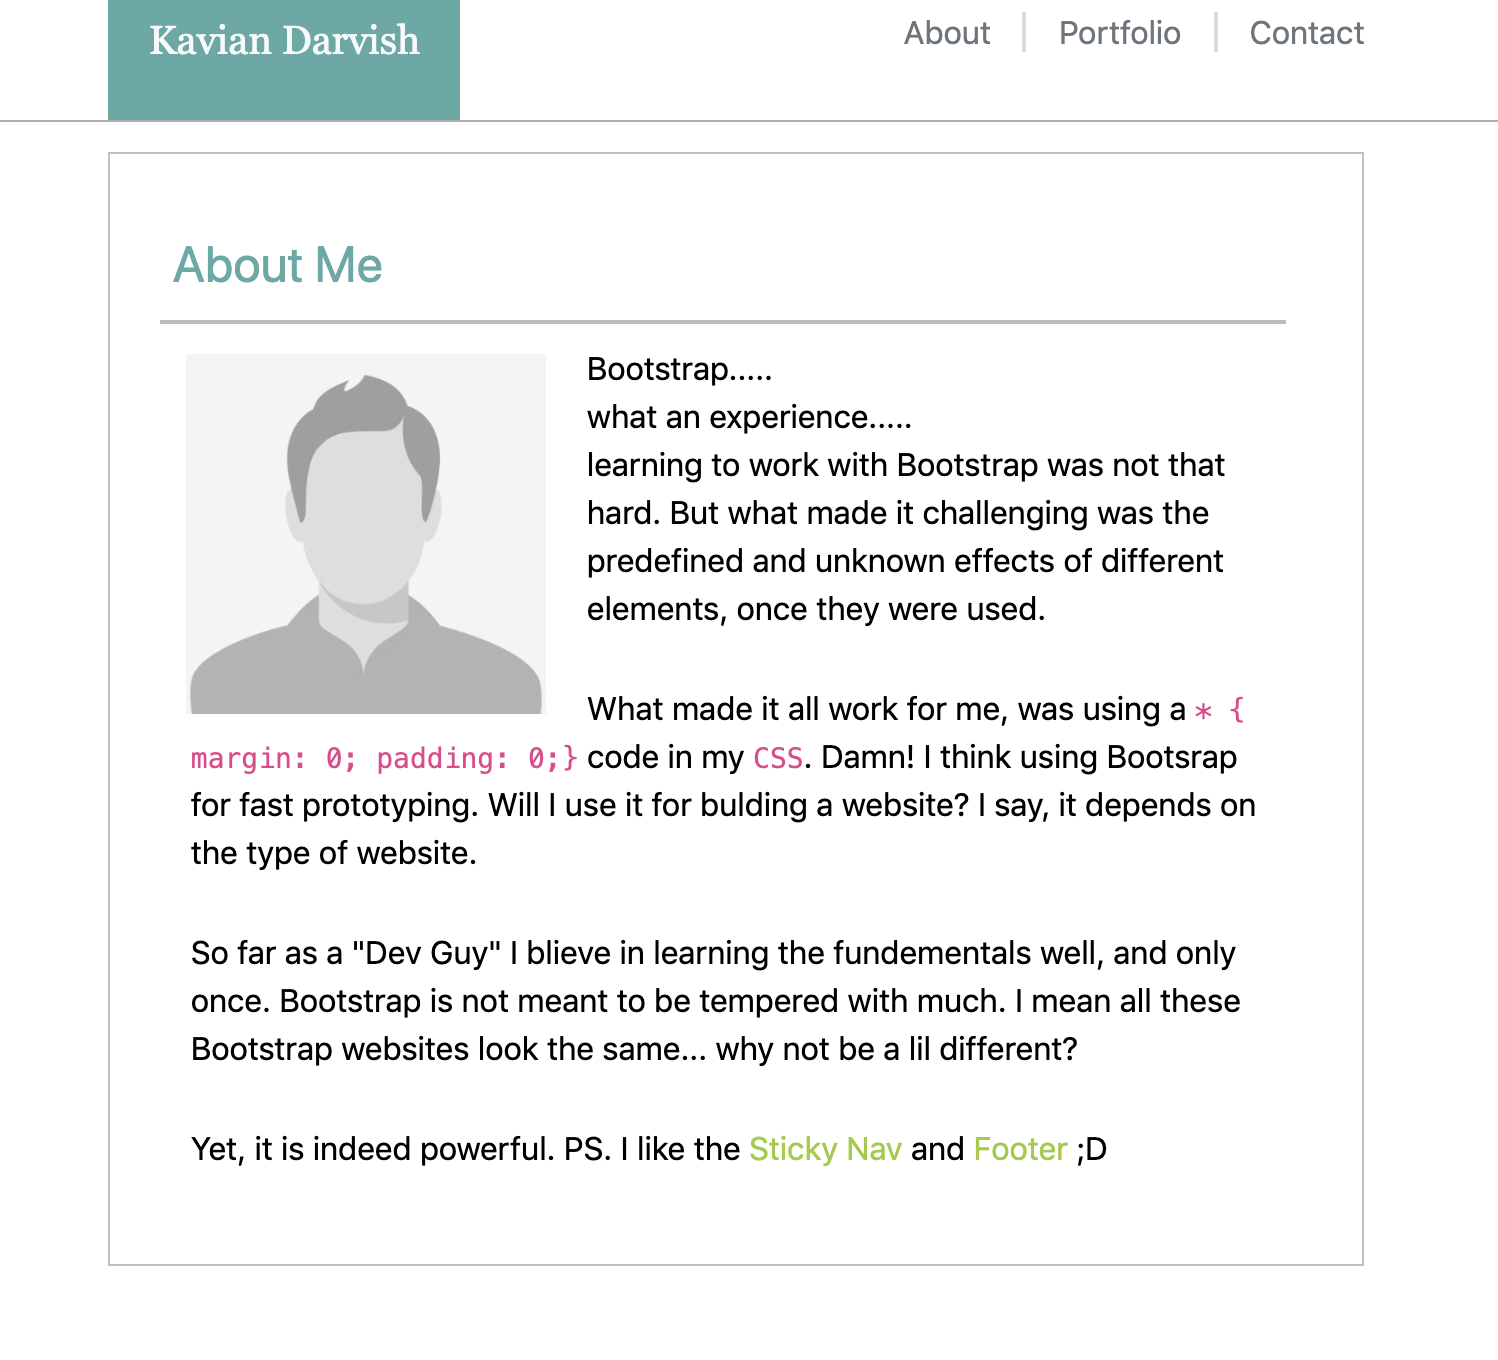 Kavian Darvish
About
Portfolio
Contact
About Me
Bootstrap.....
what an experience.....
learning to work with Bootstrap was not that
hard. But what made it challenging was the
predefined and unknown effects of different
elements, once they were used.
What made it all work for me, was using a * {
margin: 0; padding: 0;} code in my CSS. Damn! I think using Bootsrap
for fast prototyping. Will I use it for bulding a website? I say, it depends on
the type of website.
So far as a "Dev Guy" I blieve in learning the fundementals well, and only
once. Bootstrap is not meant to be tempered with much. I mean all these
Bootstrap websites look the same... why not be a lil different?
Yet, it is indeed powerful. PS. I like the Sticky Nav and Footer ;D